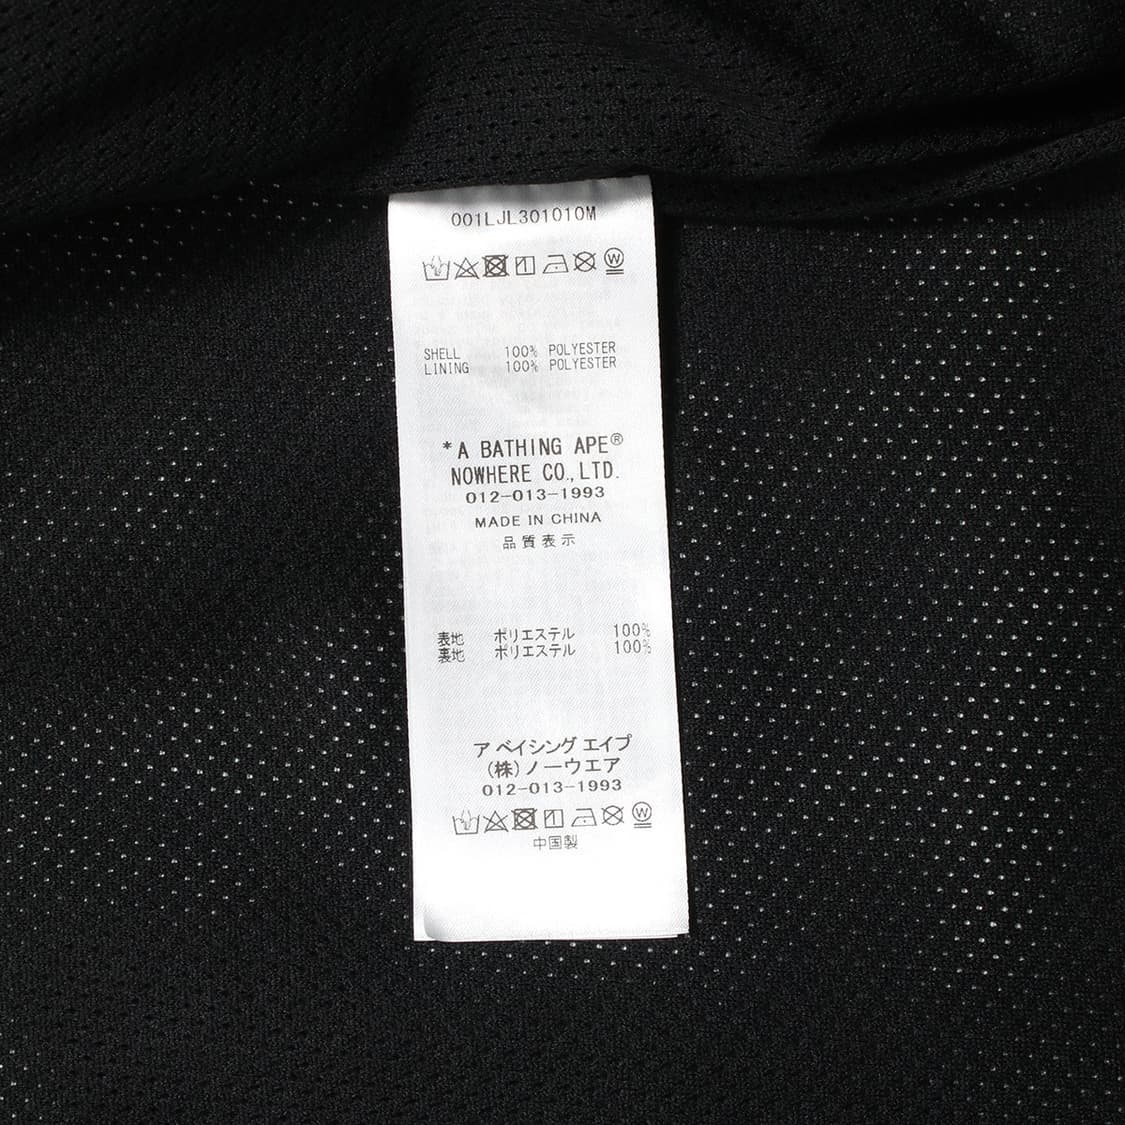 001LJL301010M
SHELL 100% POLYESTER
LINING 100% POLYESTER
*A BATHING APE®
NOWHERE CO.,LTD.
012-013-1993
MADE IN CHINA
品質表示
表地 ポリエステル 100%
裏地 ポリエステル 100%
ア ベイシング エイプ
(株)ノーウエア
012-013-1993
中国製